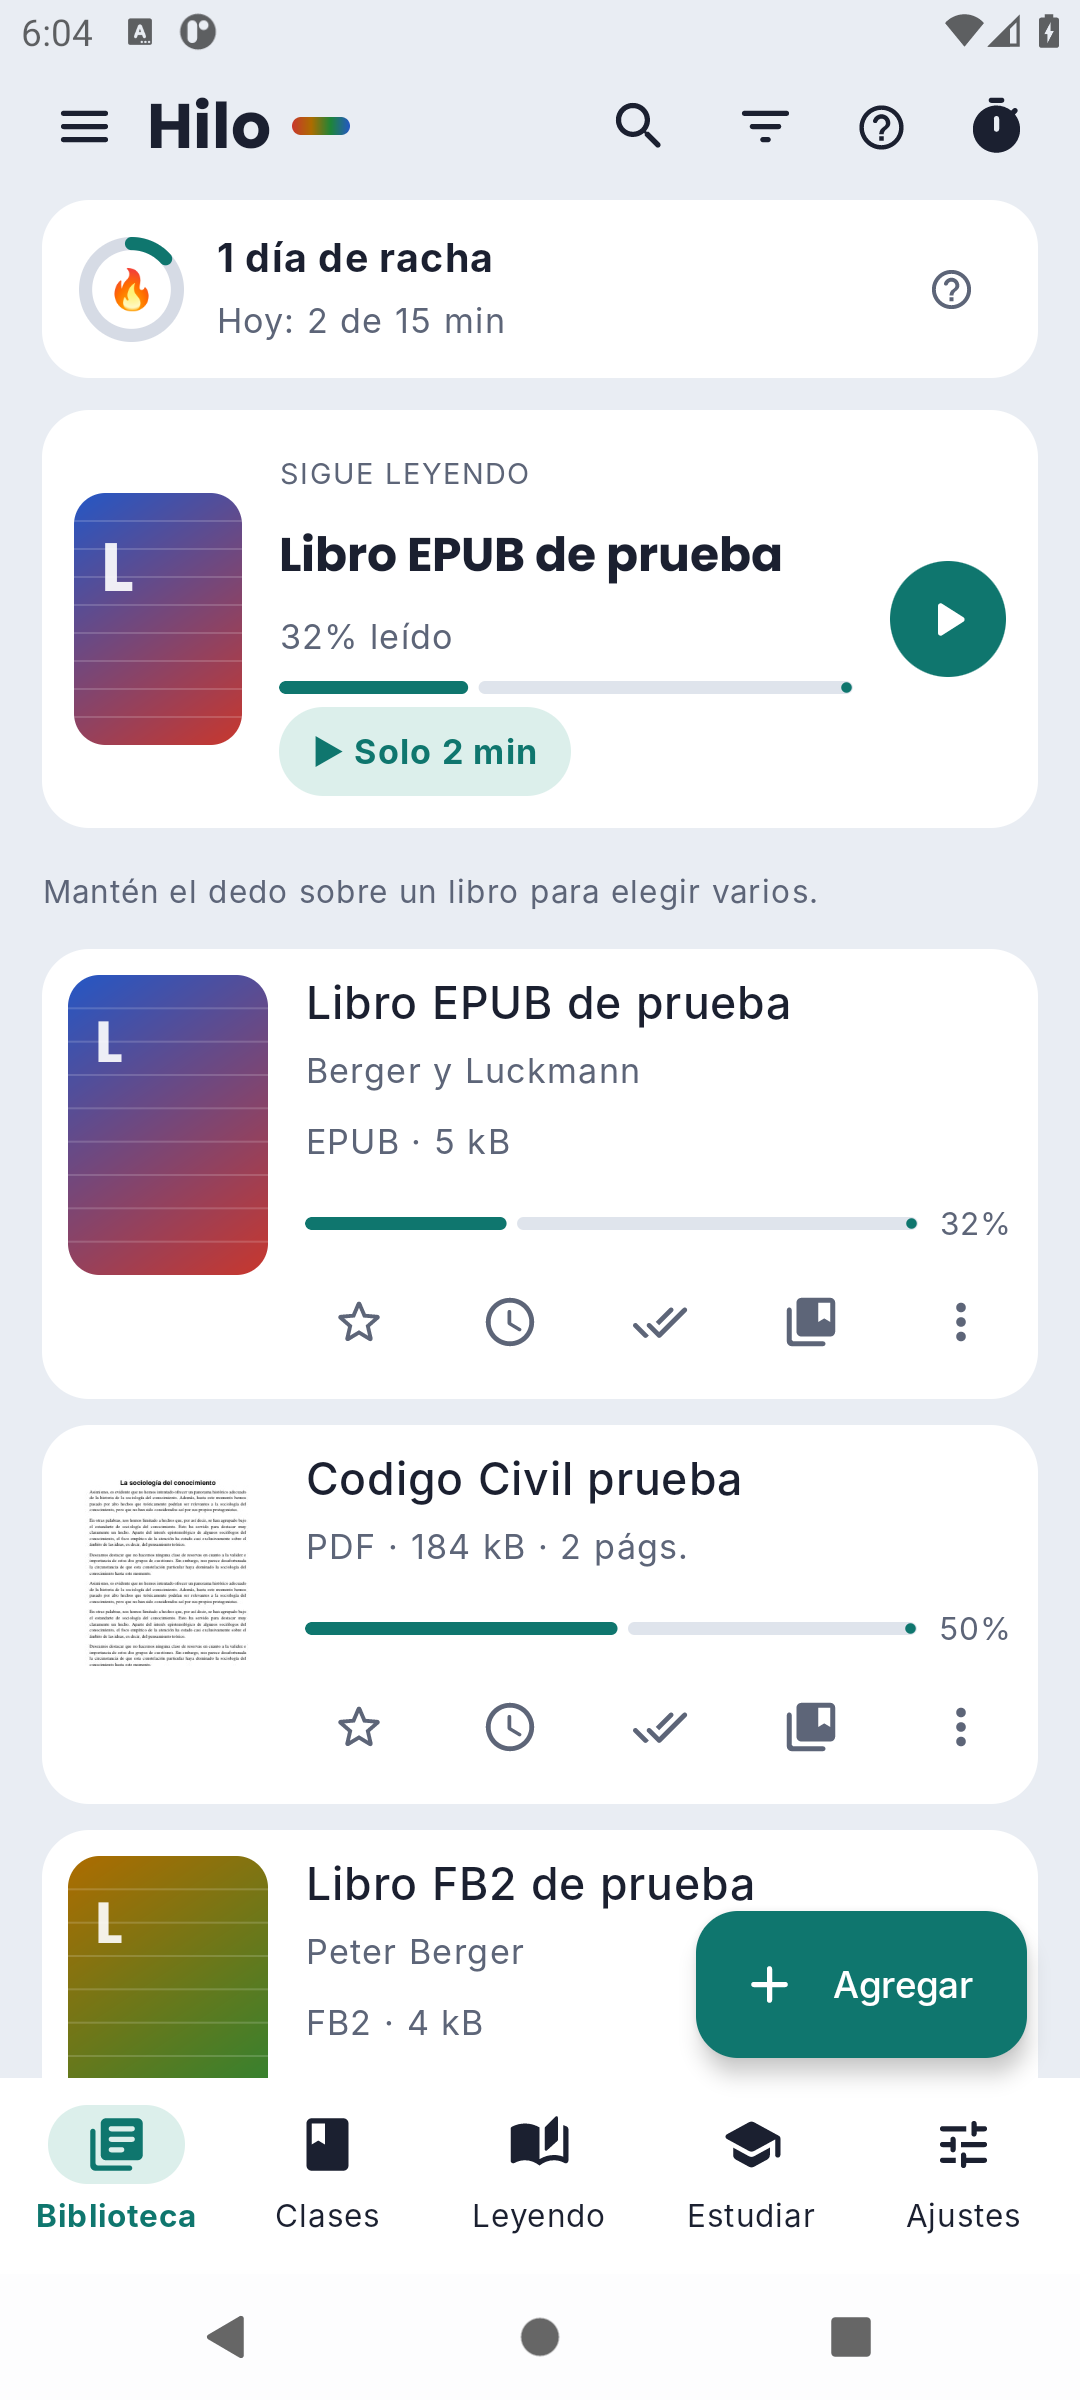 6:04
Hilo
1 día de racha
Hoy: 2 de 15 min
SIGUE LEYENDO
L
Libro EPUB de prueba
32% leído
Solo 2 min
Mantén el dedo sobre un libro para elegir varios.
L
Libro EPUB de prueba
Berger y Luckmann
EPUB · 5 kB
32%
La sociología del conocimiento
Codigo Civil prueba
PDF · 184 kB · 2 págs.
50%
L
Libro FB2 de prueba
Peter Berger
FB2 · 4 kB
Agregar
Biblioteca
Clases
Leyendo
Estudiar
Ajustes